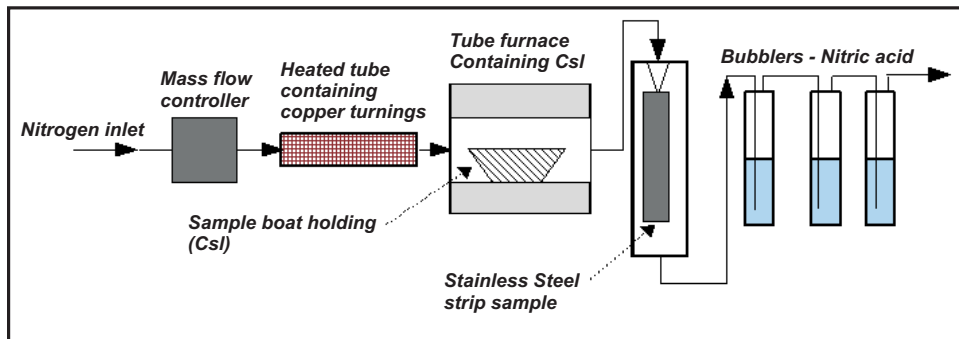 Nitrogen inlet
Mass flow
controller
Heated tube
containing
copper turnings
Tube furnace
Containing CsI
Sample boat holding
(CsI)
Stainless Steel
strip sample
Bubblers - Nitric acid